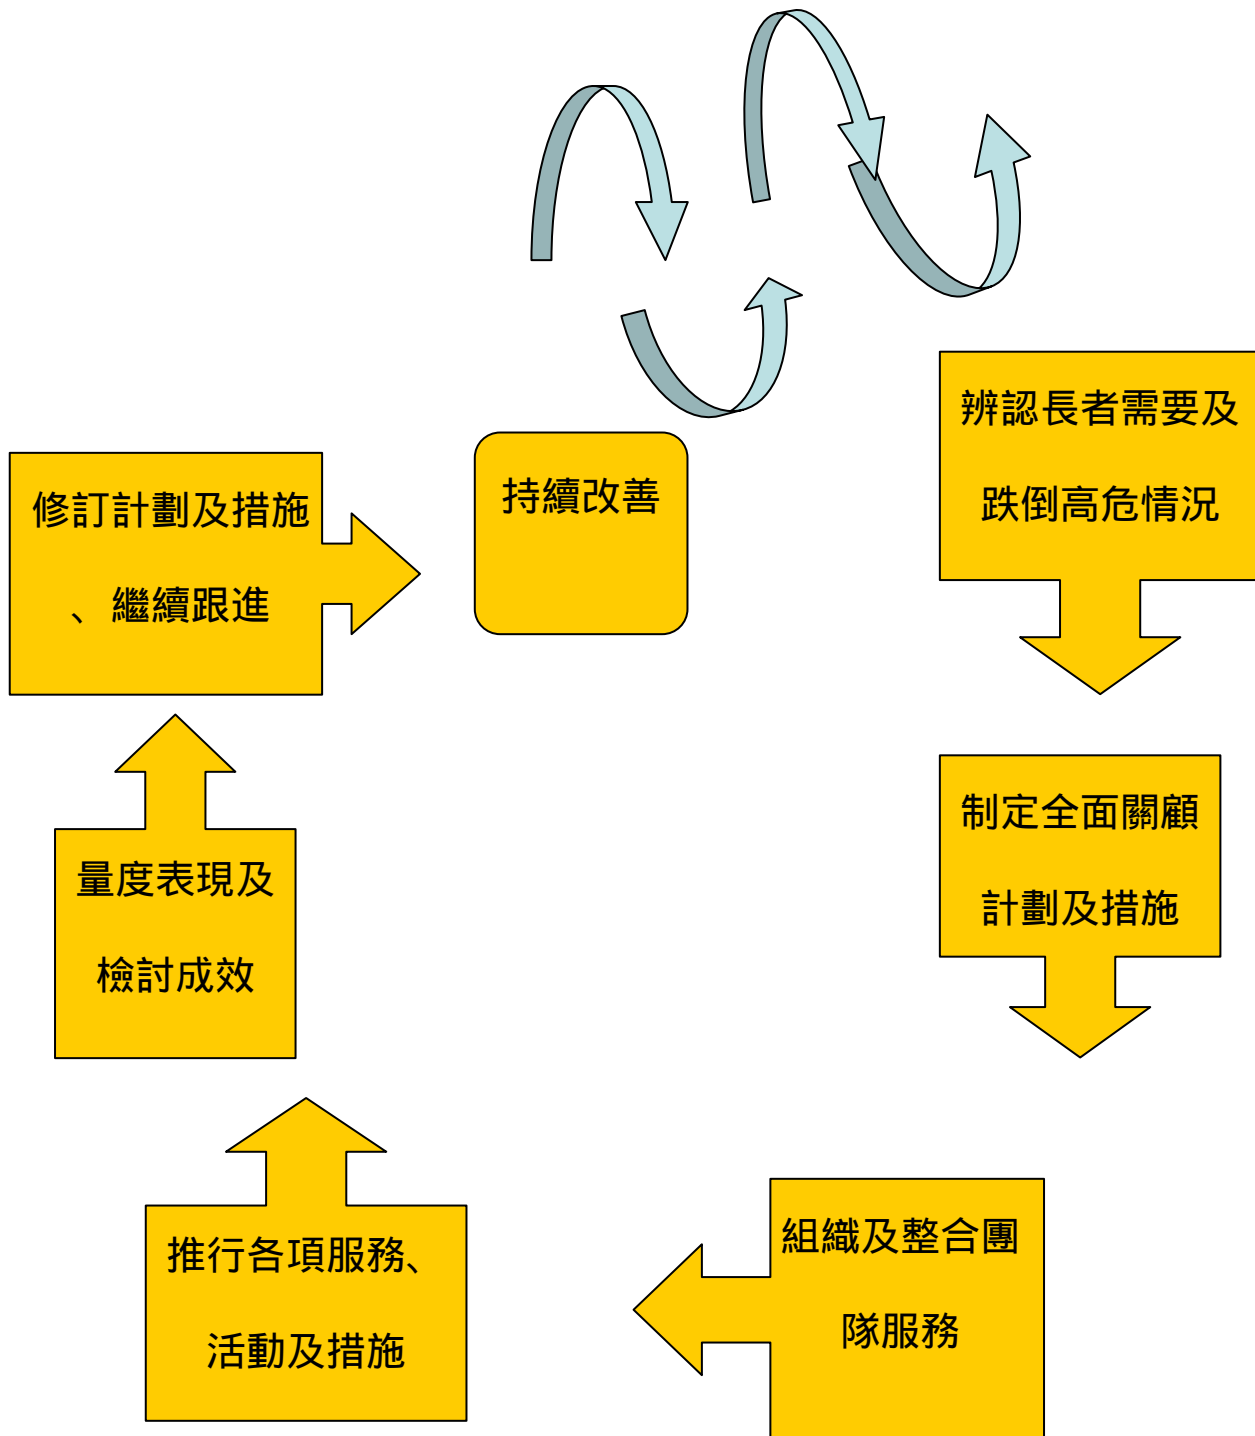 辨認長者需要及
跌倒高危情況
制定全面關顧
計劃及措施
組織及整合團
隊服務
推行各項服務、
活動及措施
量度表現及
檢討成效
修訂計劃及措施
、繼續跟進
持續改善